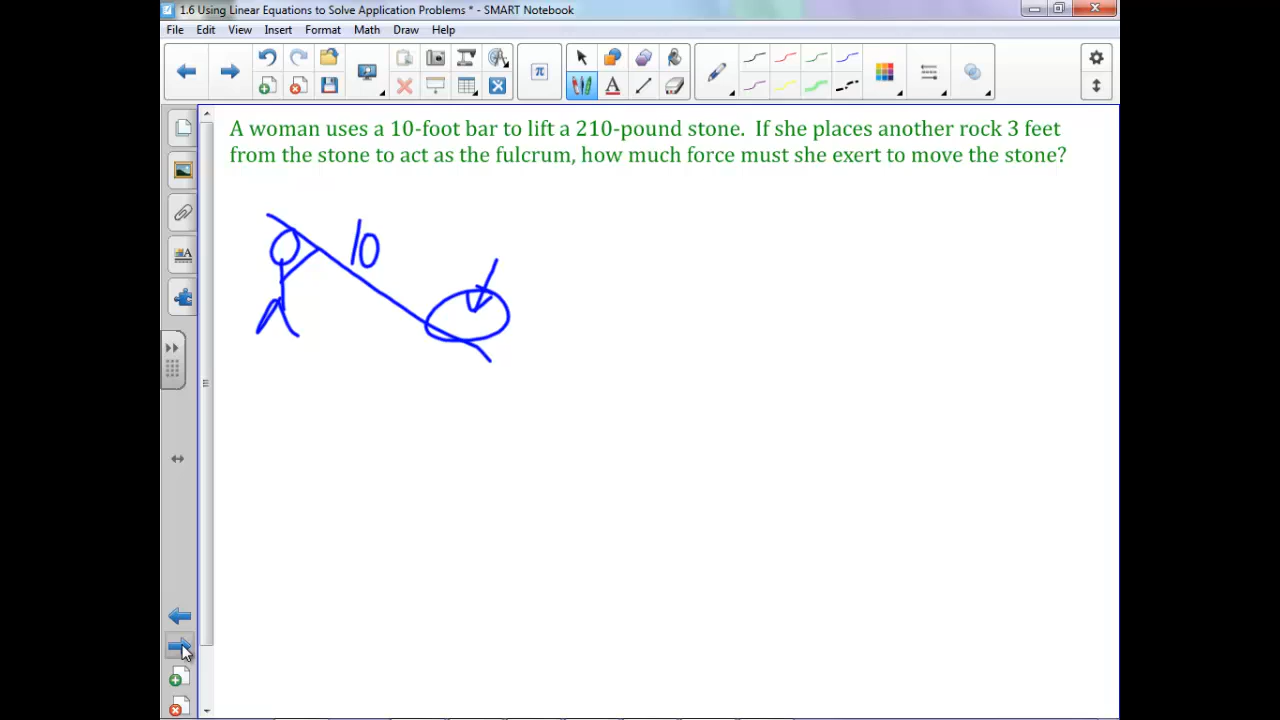 1.6 Using Linear Equations to Solve Application Problems * - SMART Notebook
File Edit View Insert Format Math Draw Help
π
A
A woman uses a 10-foot bar to lift a 210-pound stone. If she places another rock 3 feet
from the stone to act as the fulcrum, how much force must she exert to move the stone?
10